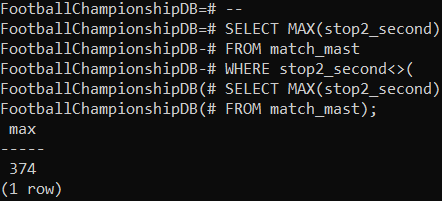 FootballChampionshipDB=# --
FootballChampionshipDB=# SELECT MAX(stop2_second)
FootballChampionshipDB-# FROM match_mast
FootballChampionshipDB-# WHERE stop2_second<>(
FootballChampionshipDB(# SELECT MAX(stop2_second)
FootballChampionshipDB(# FROM match_mast);
 max
-----
 374
(1 row)